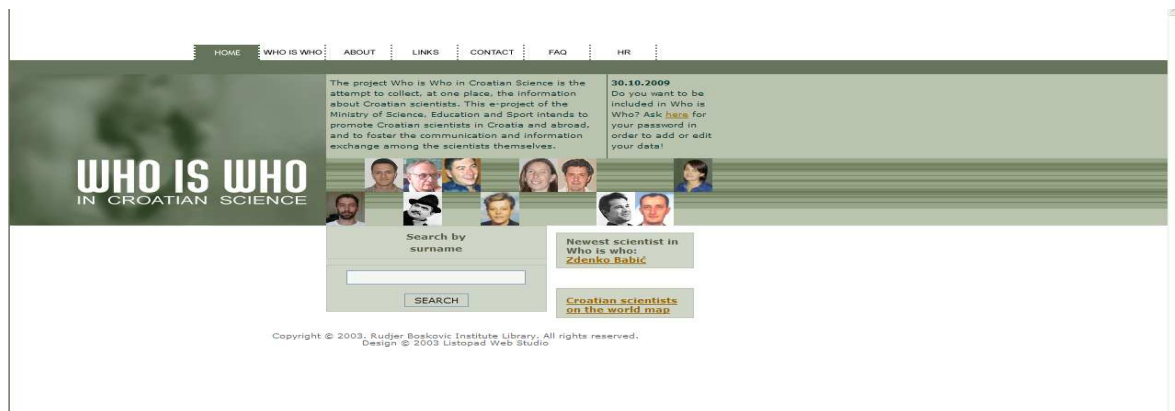 HOME WHO IS WHO ABOUT LINKS CONTACT FAQ HR
The project Who is Who in Croatian Science is the
attempt to collect, at one place, the information
about Croatian scientists. This e-project of the
Ministry of Science, Education and Sport intends to
promote Croatian scientists in Croatia and abroad,
and to foster the communication and information
exchange among the scientists themselves.
30.10.2009
Do you want to be
included in Who is
Who? Ask here for
your password in
order to add or edit
your data!
WHO IS WHO
IN CROATIAN SCIENCE
Search by
surname
SEARCH
Newest scientist in
Who is who:
Zdenko Babić
Croatian scientists
on the world map
Copyright © 2003. Rudjer Boskovic Institute Library. All rights reserved.
Design © 2003 Listopad Web Studio